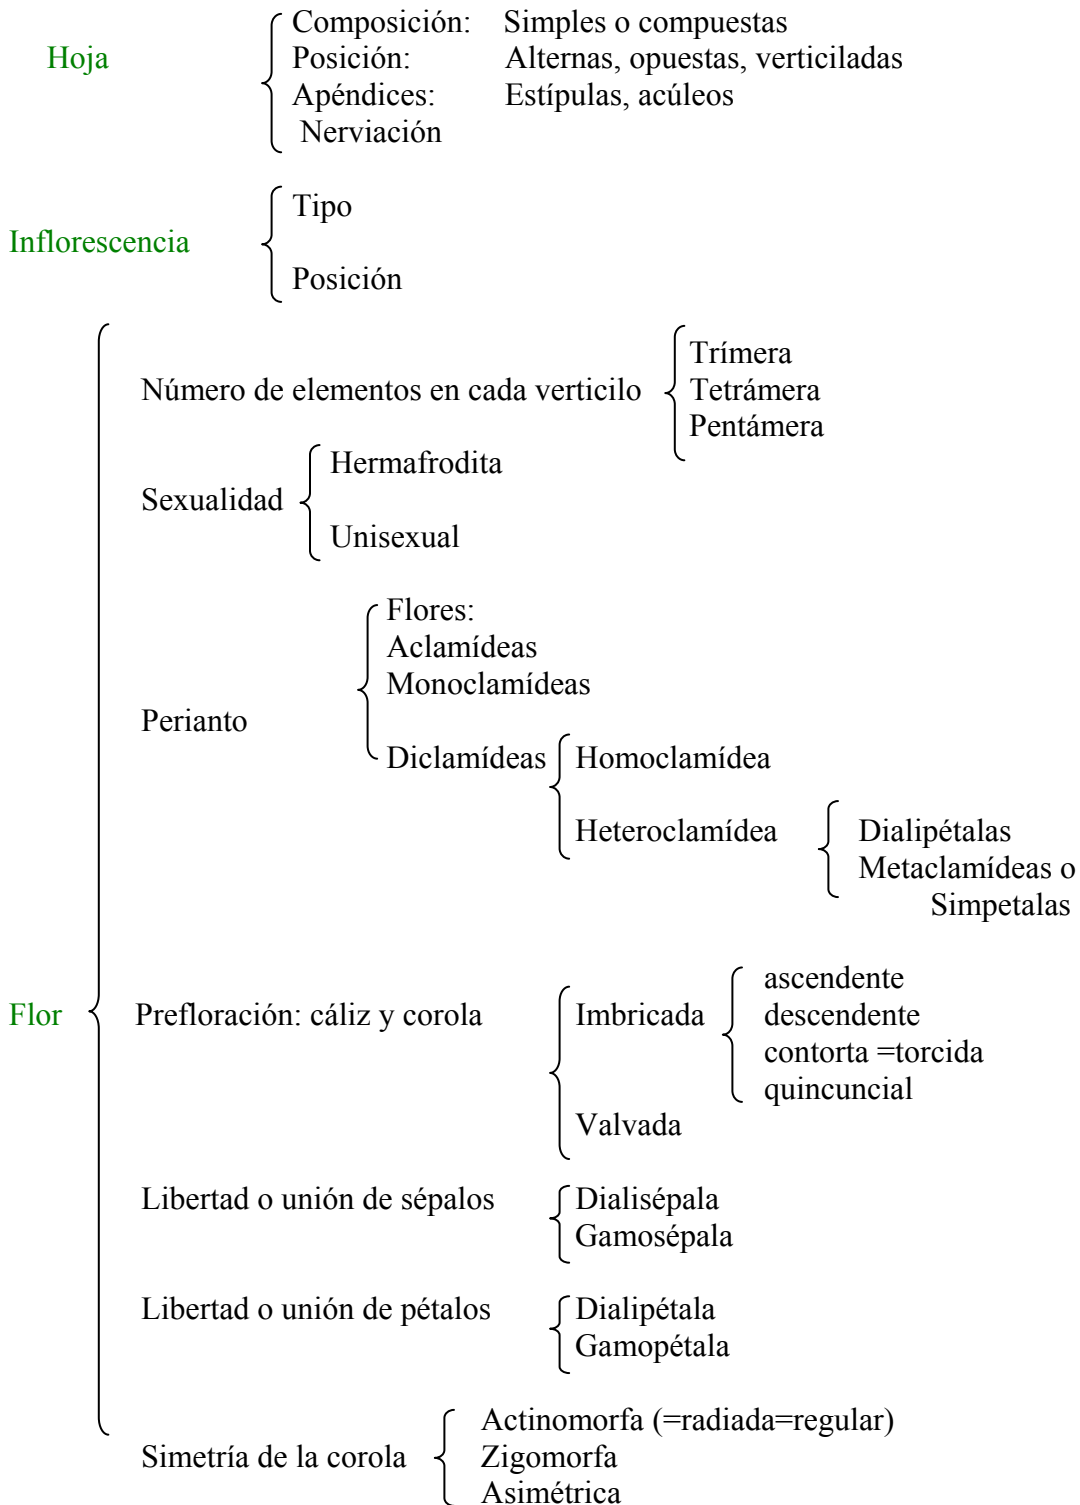 Composición: Simples o compuestas
Hoja Posición: Alternas, opuestas, verticiladas
Apéndices: Estípulas, acúleos
Nerviación
Tipo
Inflorescencia
Posición
Trímera
Número de elementos en cada verticilo Tetrámera
Pentámera
Hermafrodita
Sexualidad
Unisexual
Flores:
Aclamídeas
Monoclamídeas
Perianto
Diclamídeas Homoclamídea
Heteroclamídea Dialipétalas
Metaclamídeas o
Simpetalas
ascendente
Flor Prefloración: cáliz y corola Imbricada descendente
contorta =torcida
quincuncial
Valvada
Libertad o unión de sépalos Dialisépala
Gamosépala
Libertad o unión de pétalos Dialipétala
Gamopétala
Actinomorfa (=radiada=regular)
Simetría de la corola Zigomorfa
Asimétrica